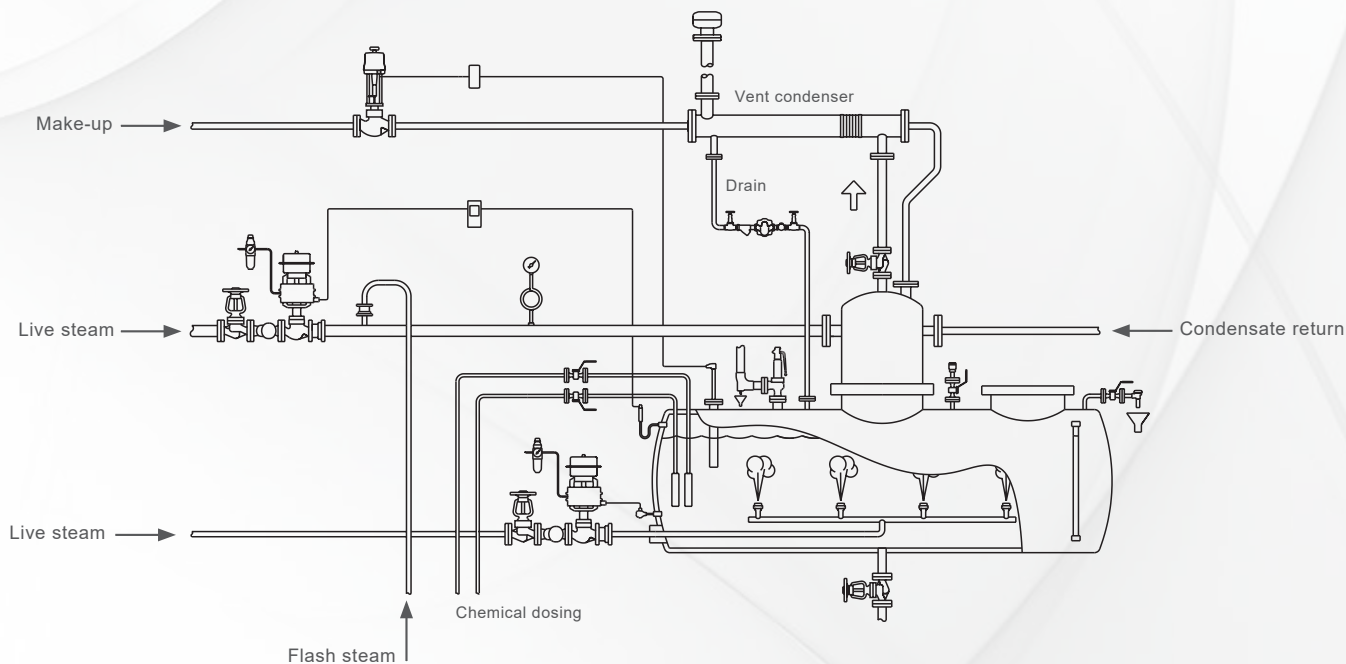 Vent condenser
Make-up
Drain
Live steam
Condensate return
Live steam
Chemical dosing
Flash steam